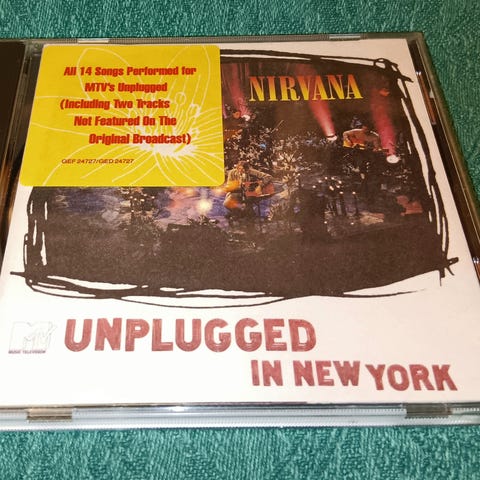 All 14 Songs Performed for
MTV's Unplugged
(Including Two Tracks
Not Featured On The
Original Broadcast)
GEF 24727/GED 24727
NIRVANA
MTV
MUSIC TELEVISION
UNPLUGGED
IN NEW YORK